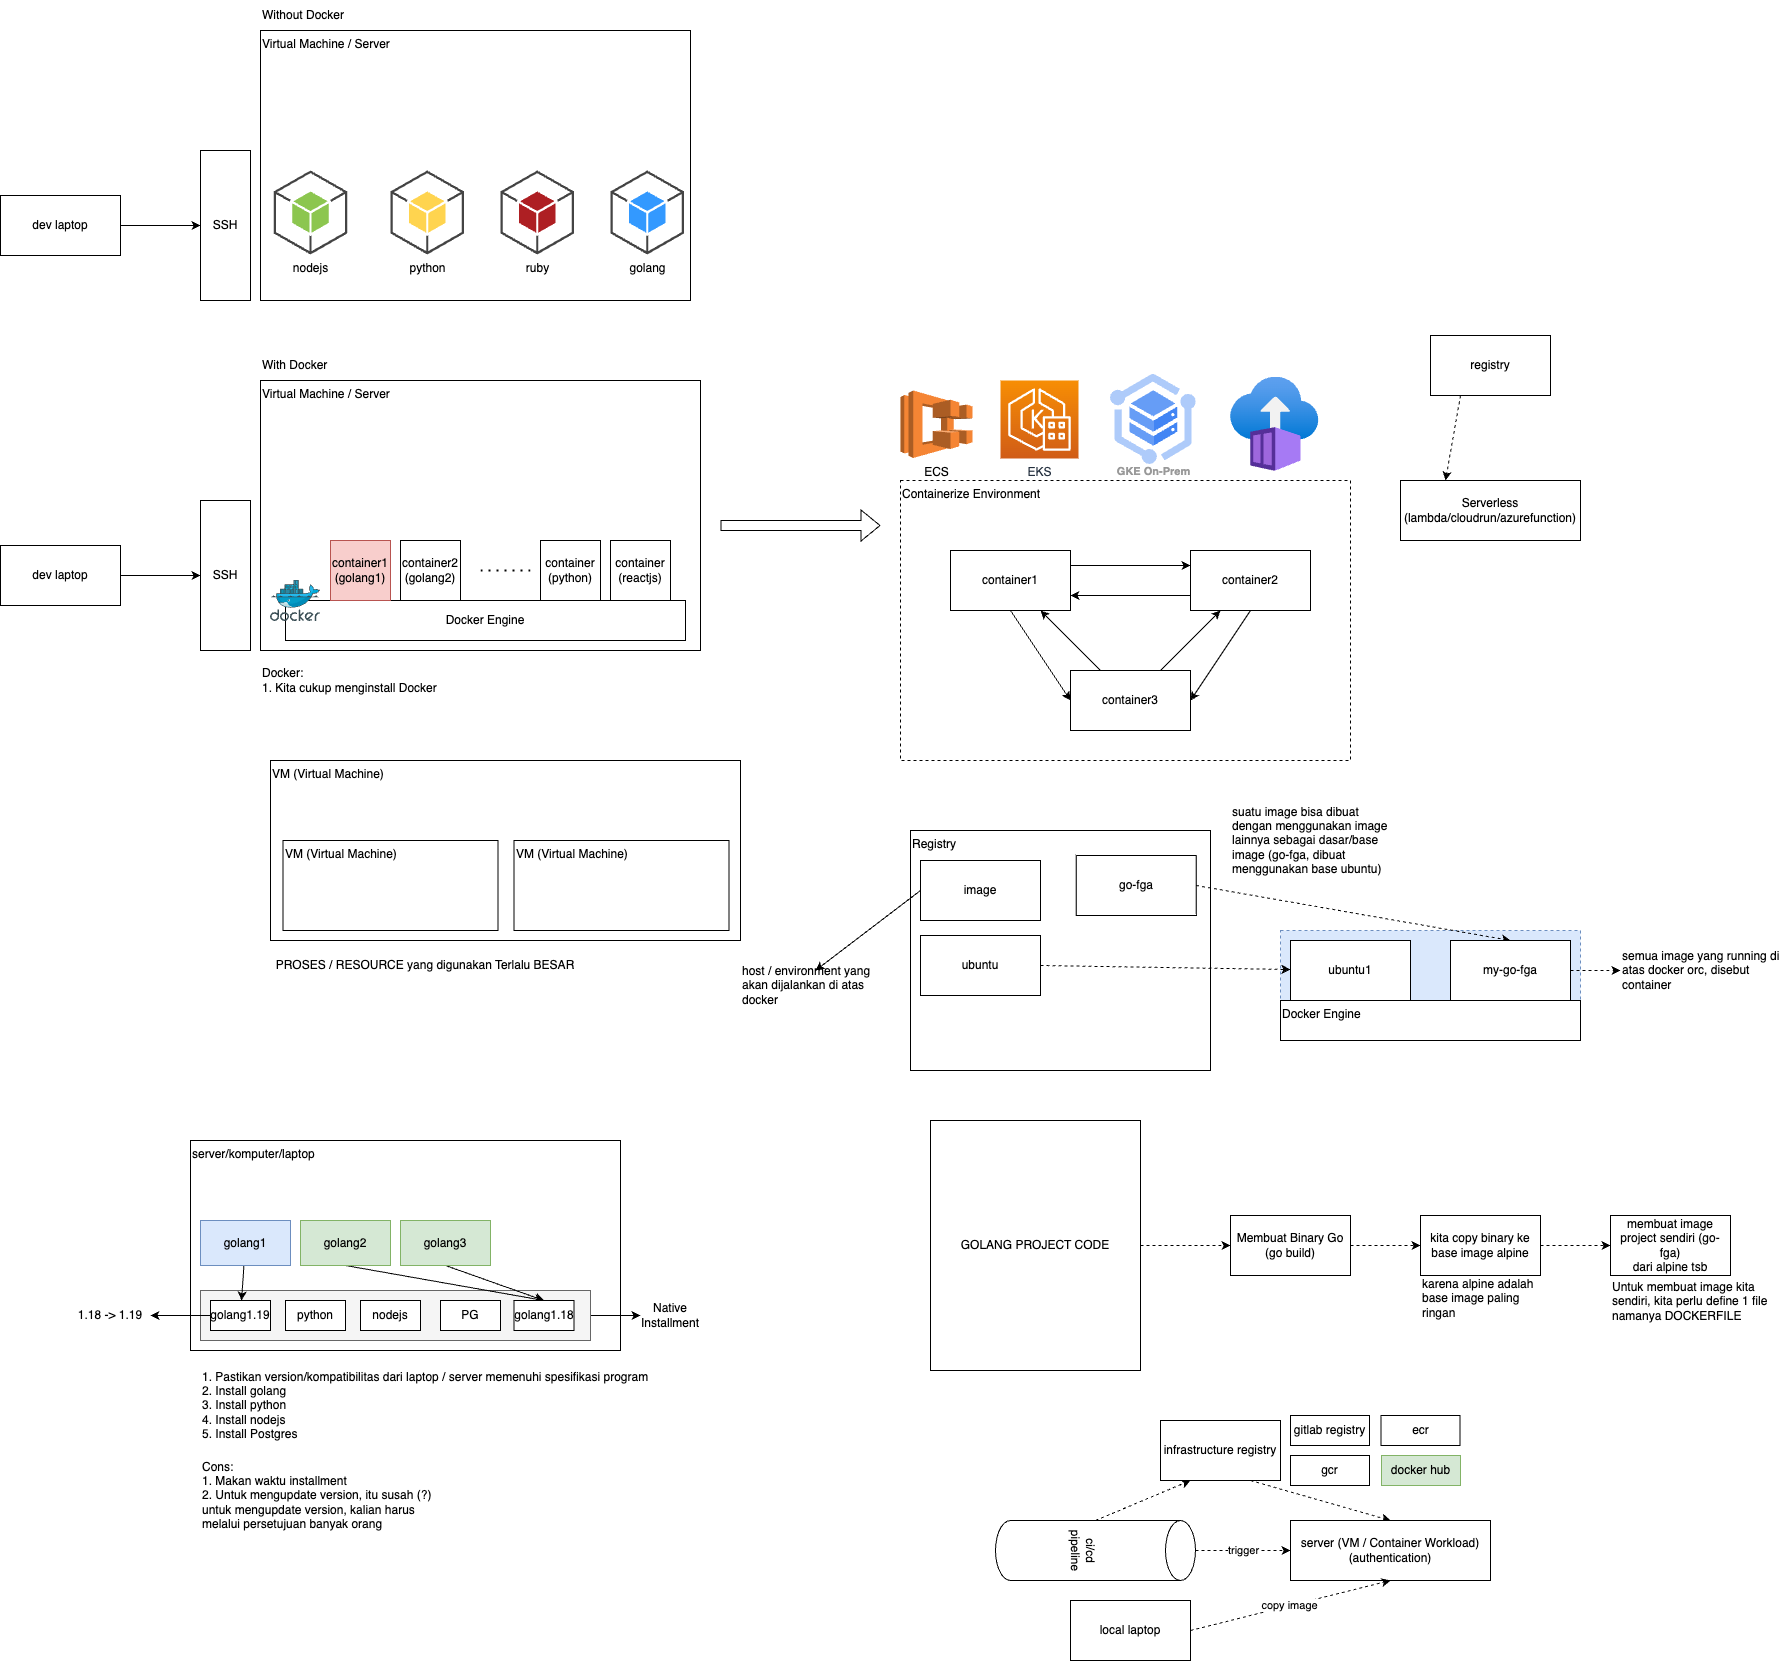 Without Docker
Virtual Machine / Server
dev laptop
SSH
nodejs
python
ruby
golang
With Docker
Virtual Machine / Server
dev laptop
SSH
container1
(golang1)
container2
(golang2)
.......
container
(python)
container
(reactjs)
docker
Docker Engine
Docker:
1. Kita cukup menginstall Docker
ECS
EKS
K
GKE On-Prem
Containerize Environment
container1
container2
container3
registry
Serverless
(lambda/cloudrun/azurefunction)
VM (Virtual Machine)
VM (Virtual Machine)
VM (Virtual Machine)
PROSES / RESOURCE yang digunakan Terlalu BESAR
Registry
image
go-fga
ubuntu
host / environment yang
akan dijalankan di atas
docker
suatu image bisa dibuat
dengan menggunakan image
lainnya sebagai dasar/base
image (go-fga, dibuat
menggunakan base ubuntu)
ubuntu1
my-go-fga
Docker Engine
semua image yang running di
atas docker orc, disebut
container
server/komputer/laptop
golang1
golang2
golang3
1.18 -> 1.19
golang1.19
python
nodejs
PG
golang1.18
Native
Installment
1. Pastikan version/kompatibilitas dari laptop / server memenuhi spesifikasi program
2. Install golang
3. Install python
4. Install nodejs
5. Install Postgres
Cons:
1. Makan waktu installment
2. Untuk mengupdate version, itu susah (?)
untuk mengupdate version, kalian harus
melalui persetujuan banyak orang
GOLANG PROJECT CODE
Membuat Binary Go
(go build)
kita copy binary ke
base image alpine
karena alpine adalah
base image paling
ringan
membuat image
project sendiri (go-
fga)
dari alpine tsb
Untuk membuat image kita
sendiri, kita perlu define 1 file
namanya DOCKERFILE
infrastructure registry
gitlab registry
ecr
gcr
docker hub
ci/cd
pipeline
trigger
server (VM / Container Workload)
(authentication)
copy image
local laptop